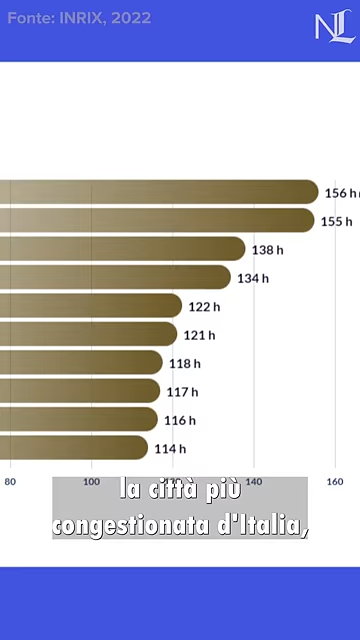 Fonte: INRIX, 2022
NL
156 h
155 h
138 h
134 h
122 h
121 h
118 h
117 h
116 h
114 h
80 100 140 160
la città più
congestionata d'Italia,